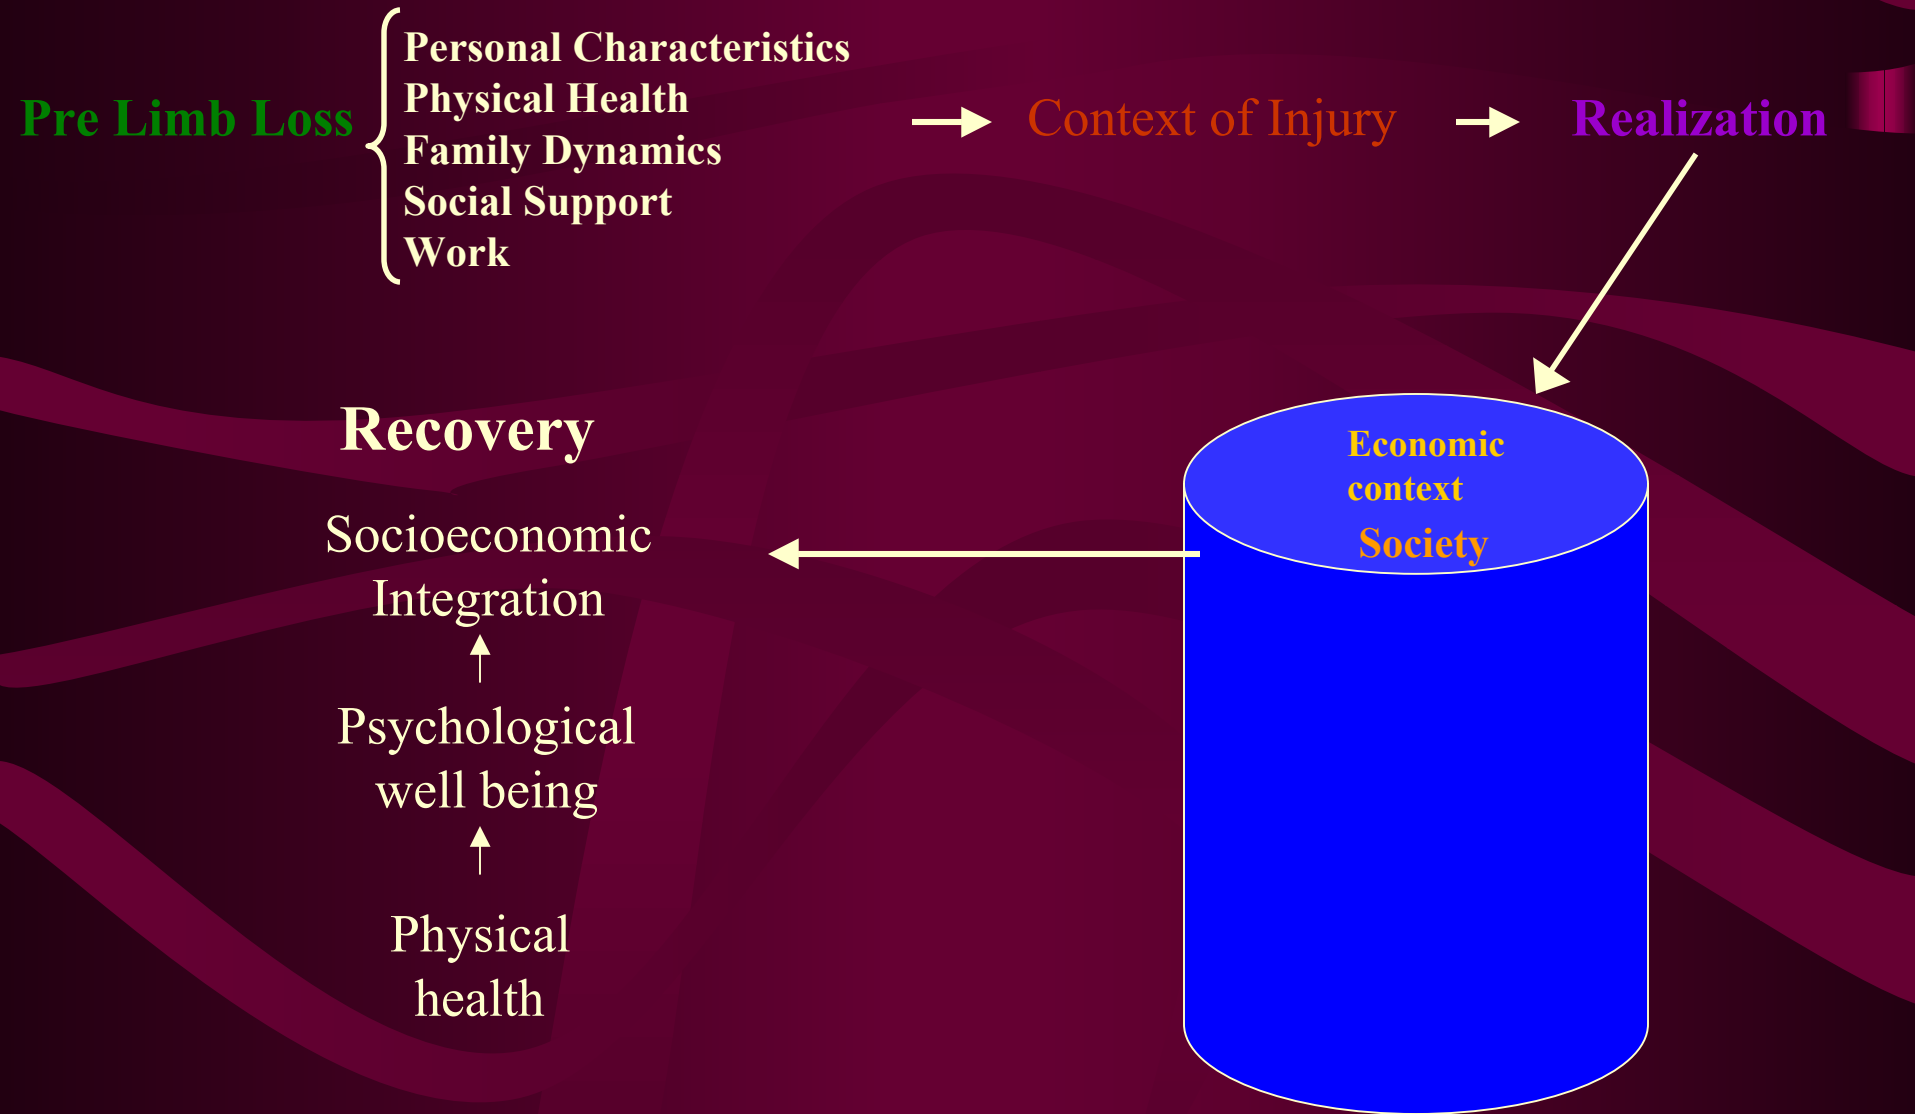 Pre Limb Loss
Personal Characteristics
Physical Health
Family Dynamics
Social Support
Work
Context of Injury
Realization
Economic
context
Society
Recovery
Socioeconomic
Integration
Psychological
well being
Physical
health